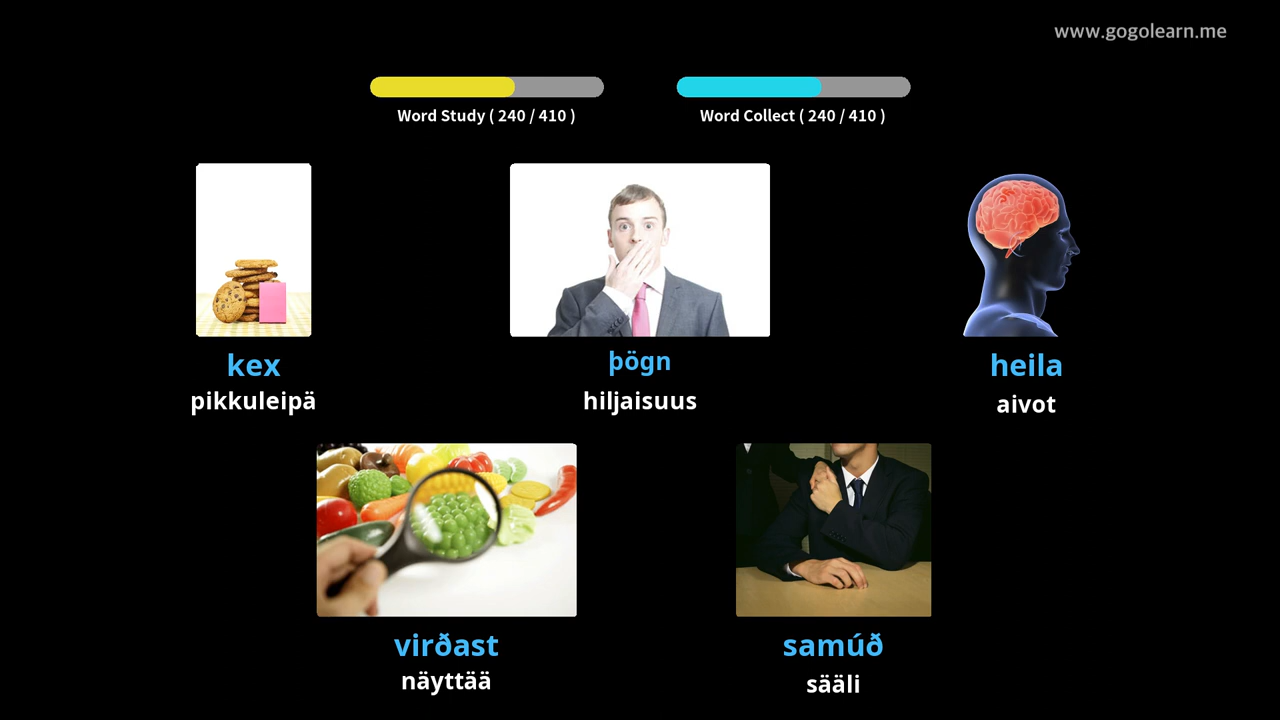 www.gogolearn.me
Word Study ( 240 / 410 )
Word Collect ( 240 / 410 )
kex
pikkuleipä
þögn
hiljaisuus
heila
aivot
virðast
näyttää
samúð
sääli